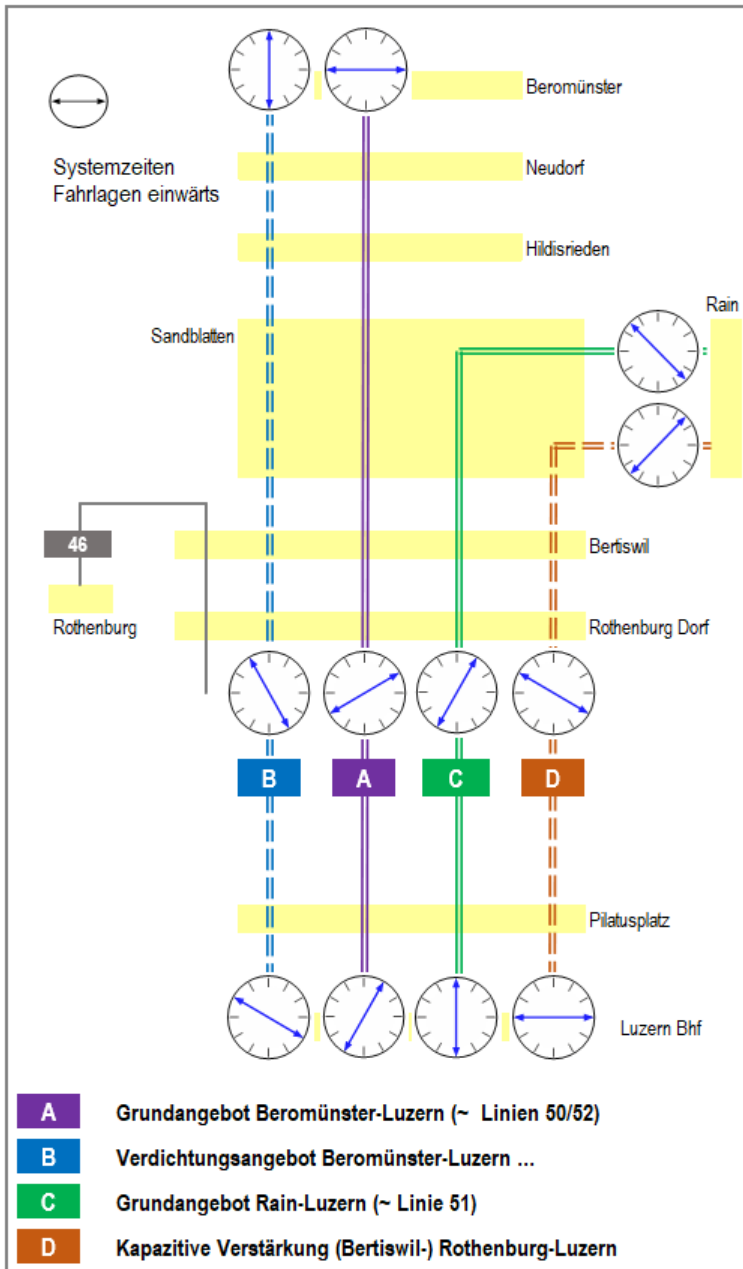 Beromünster
Systemzeiten
Fahrlagen einwärts
Neudorf
Hildisrieden
Rain
Sandblatten
46
Bertiswil
Rothenburg
Rothenburg Dorf
B
A
C
D
Pilatusplatz
Luzern Bhf
A Grundangebot Beromünster-Luzern (~ Linien 50/52)
B Verdichtungsangebot Beromünster-Luzern ...
C Grundangebot Rain-Luzern (~ Linie 51)
D Kapazitive Verstärkung (Bertiswil-) Rothenburg-Luzern